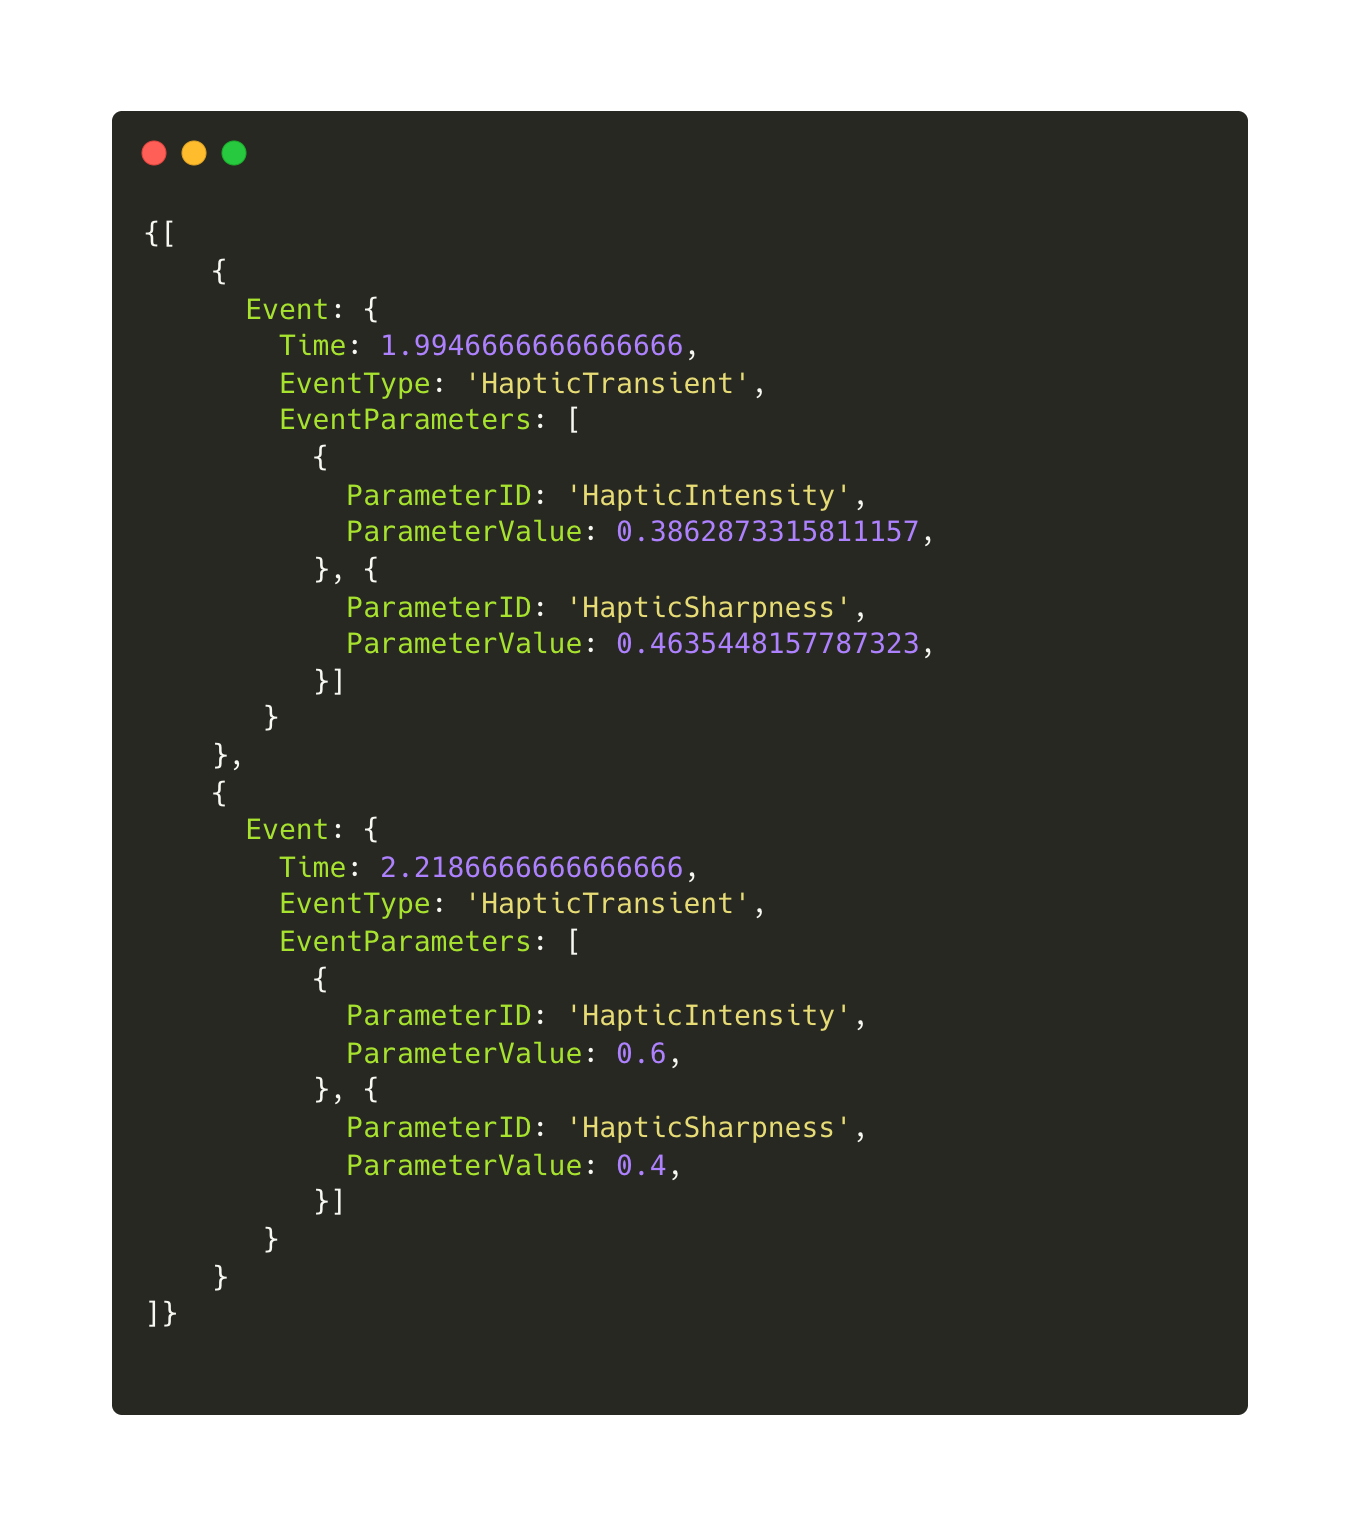 {[
    {
      Event: {
        Time: 1.9946666666666666,
        EventType: 'HapticTransient',
        EventParameters: [
          {
            ParameterID: 'HapticIntensity',
            ParameterValue: 0.3862873315811157,
          }, {
            ParameterID: 'HapticSharpness',
            ParameterValue: 0.4635448157787323,
          }]
       }
    },
    {
      Event: {
        Time: 2.2186666666666666,
        EventType: 'HapticTransient',
        EventParameters: [
          {
            ParameterID: 'HapticIntensity',
            ParameterValue: 0.6,
          }, {
            ParameterID: 'HapticSharpness',
            ParameterValue: 0.4,
          }]
       }
    }
]}